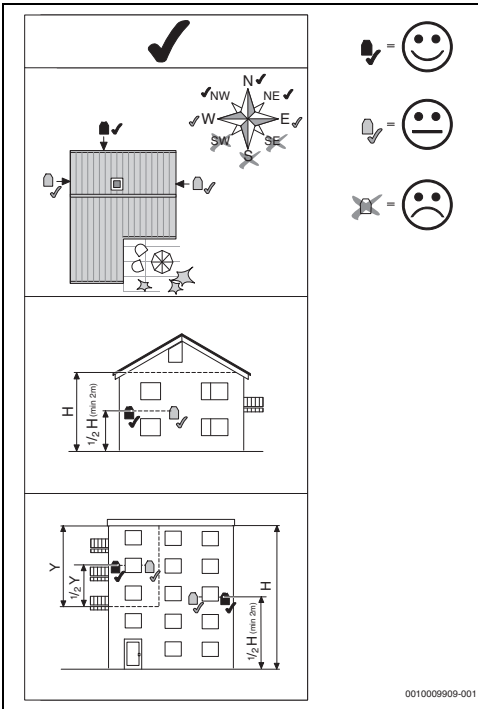 =
N
NW NE
W E
SW SE
S
=
=
H
1/2 H (min 2m)
Y
1/2 Y
H
1/2 H (min 2m)
0010009909-001